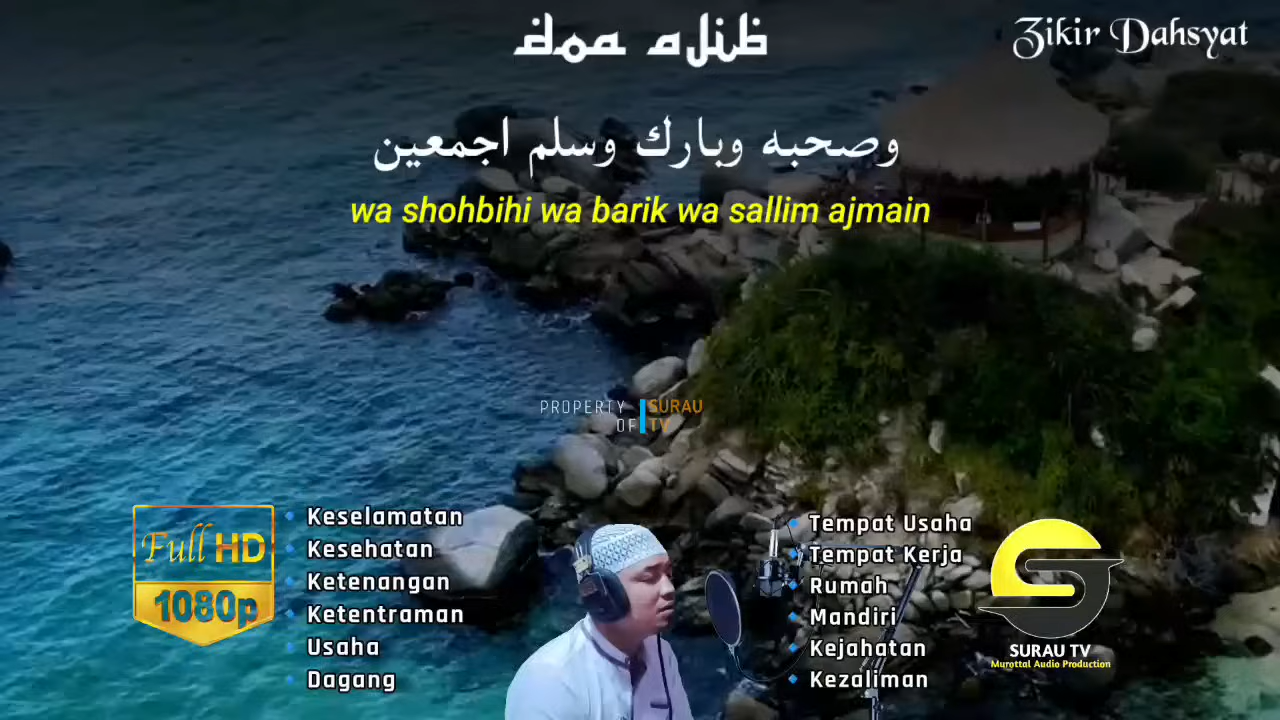 doa ajib
Zikir Dahsyat
وصحبه وبارك وسلم اجمعين
wa shohbihi wa barik wa sallim ajmain
PROPERTY OF
SURAU TV
Full HD
1080p
Keselamatan
Kesehatan
Ketenangan
Ketentraman
Usaha
Dagang
Tempat Usaha
Tempat Kerja
Rumah
Mandiri
Kejahatan
Kezaliman
SURAU TV
Murottal Audio Production